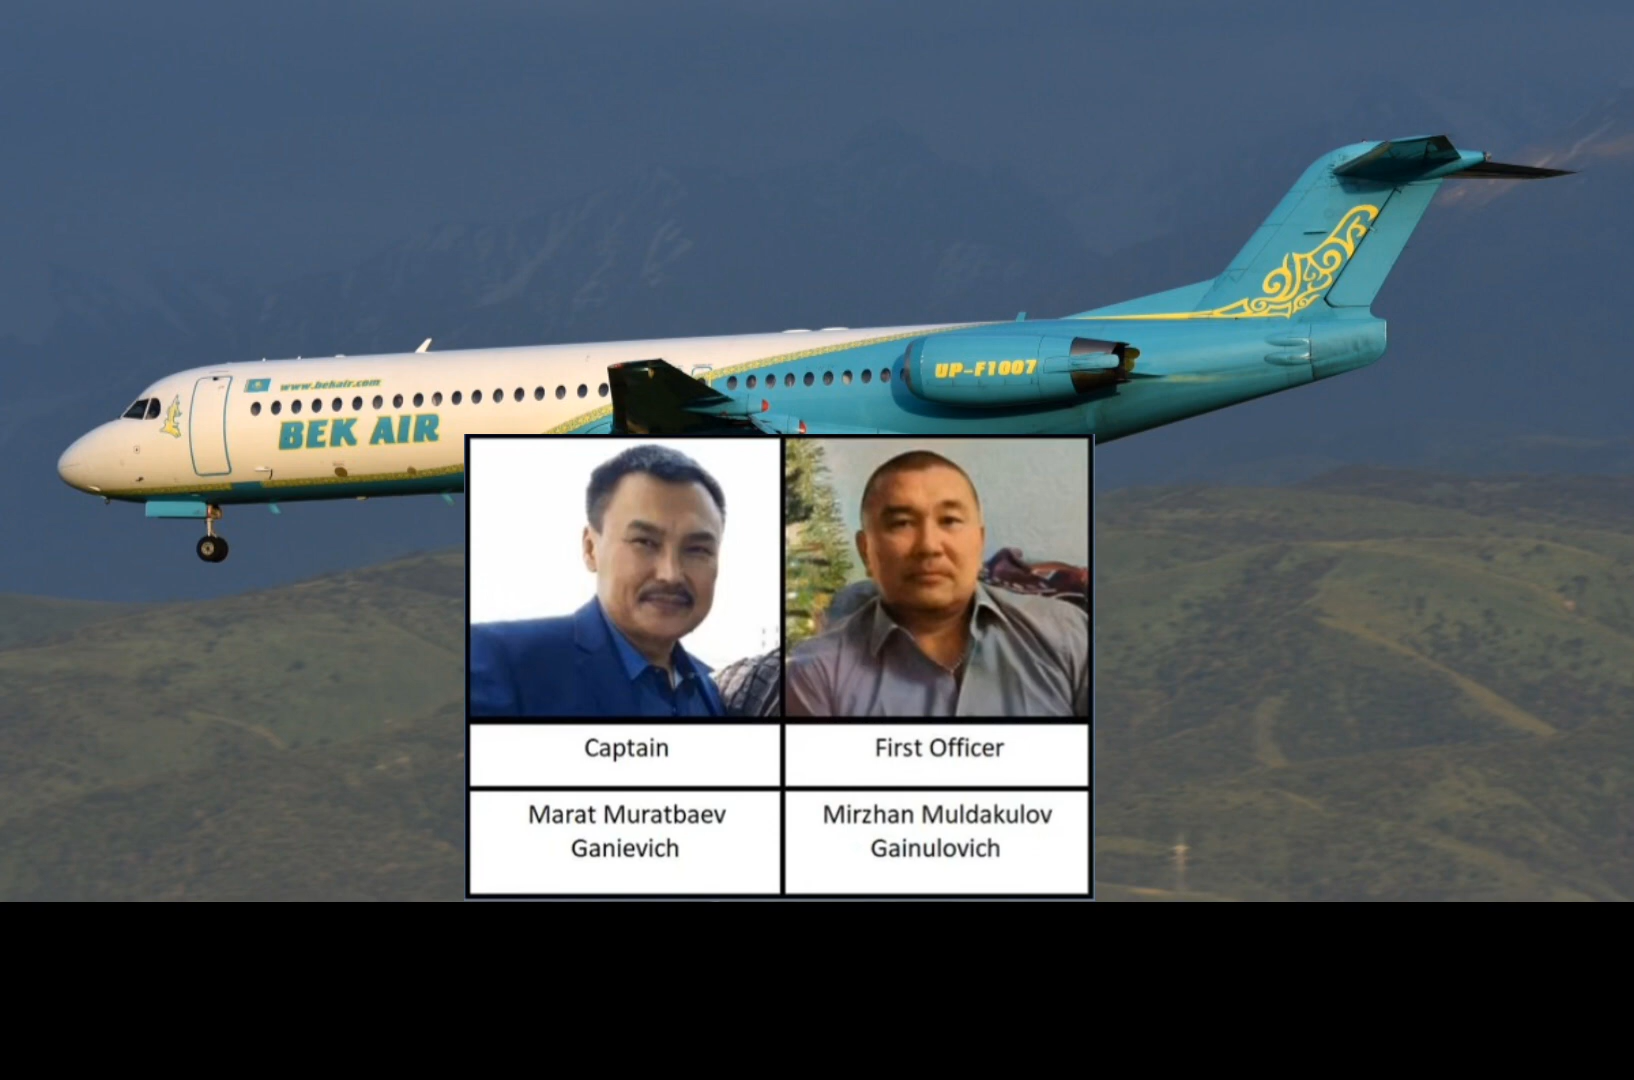 www.bekair.com
BEK AIR
UP-F1007
Captain
First Officer
Marat Muratbaev
Ganievich
Mirzhan Muldakulov
Gainulovich